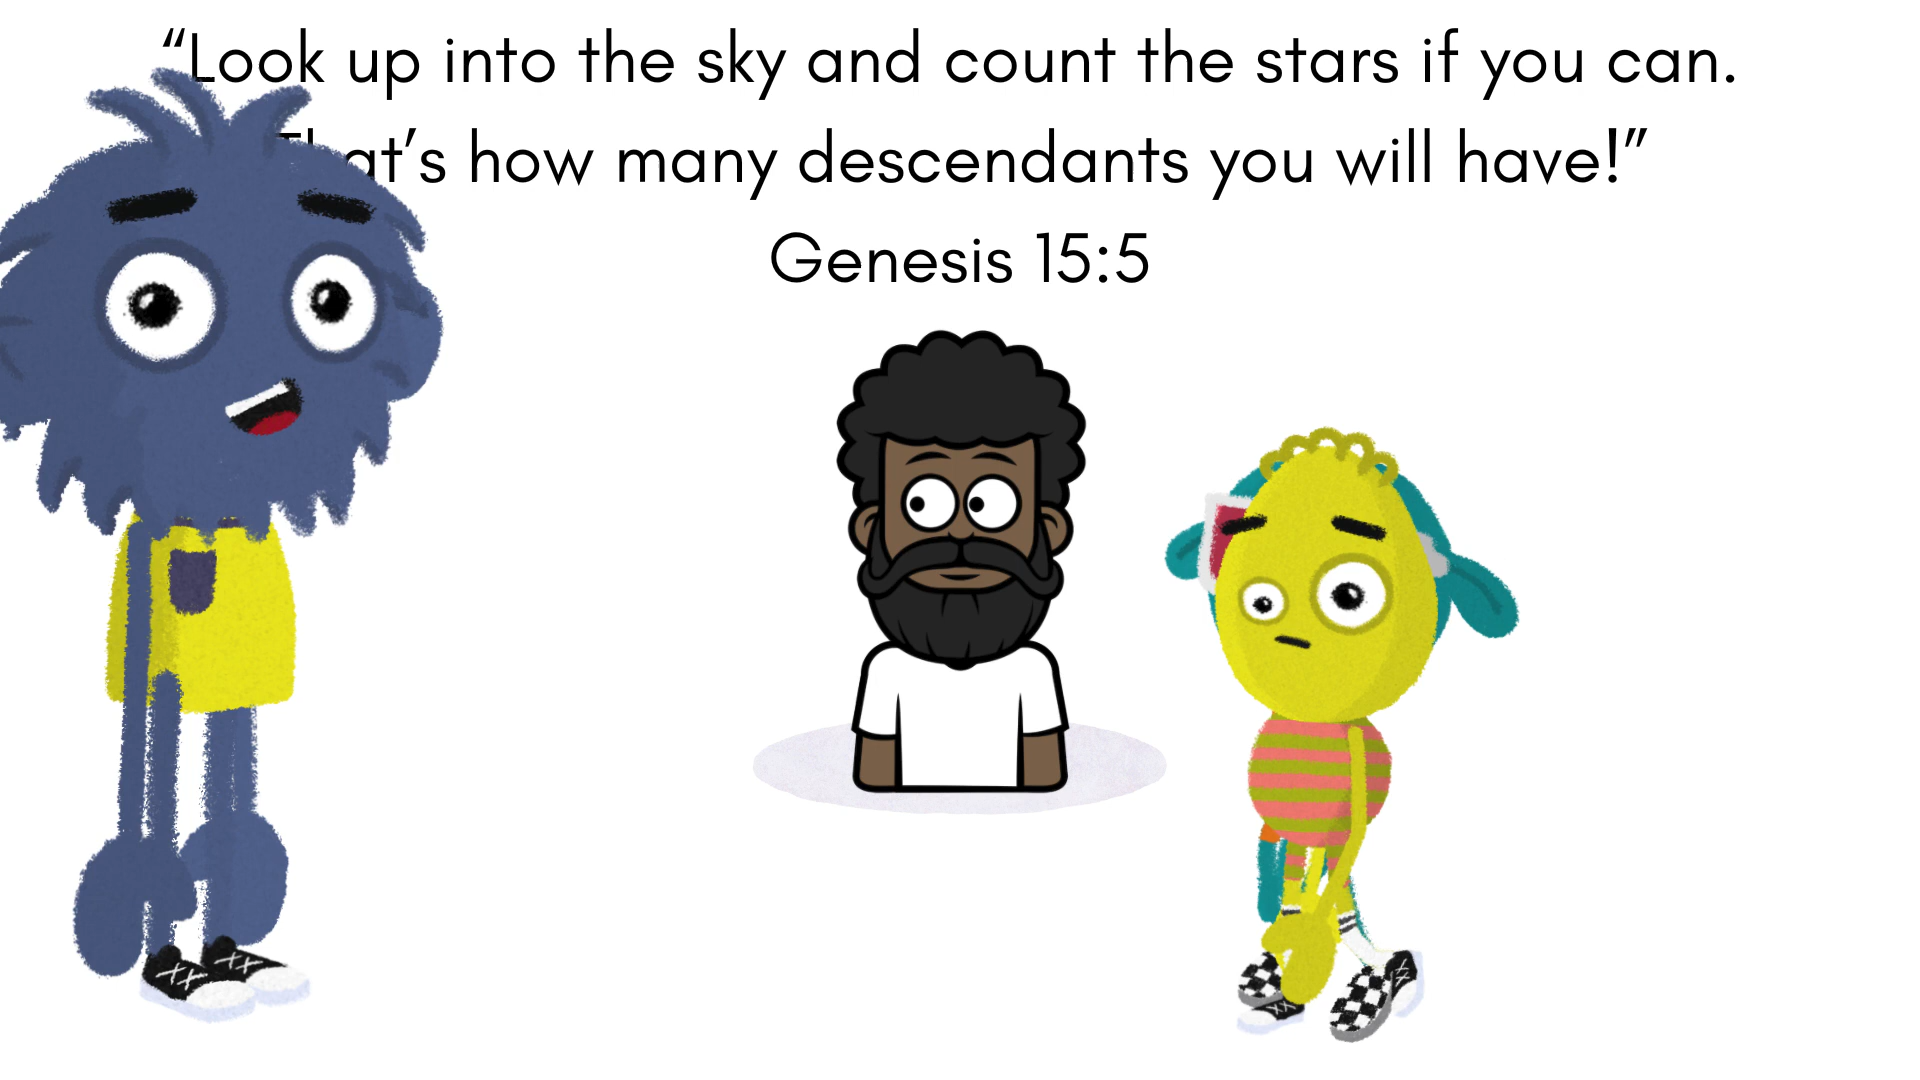 “Look up into the sky and count the stars if you can.
That’s how many descendants you will have!”
Genesis 15:5